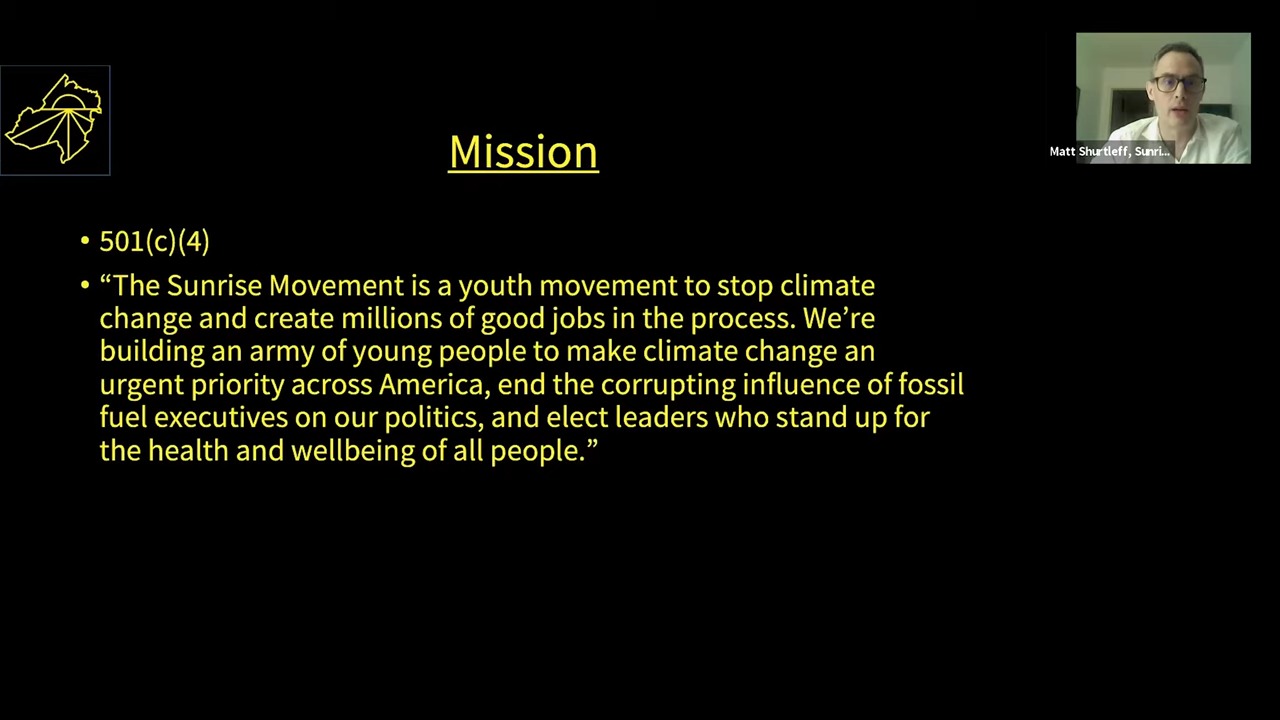 Mission
Matt Shurtleff, Sunri...
• 501(c)(4)
• “The Sunrise Movement is a youth movement to stop climate
change and create millions of good jobs in the process. We’re
building an army of young people to make climate change an
urgent priority across America, end the corrupting influence of fossil
fuel executives on our politics, and elect leaders who stand up for
the health and wellbeing of all people.”